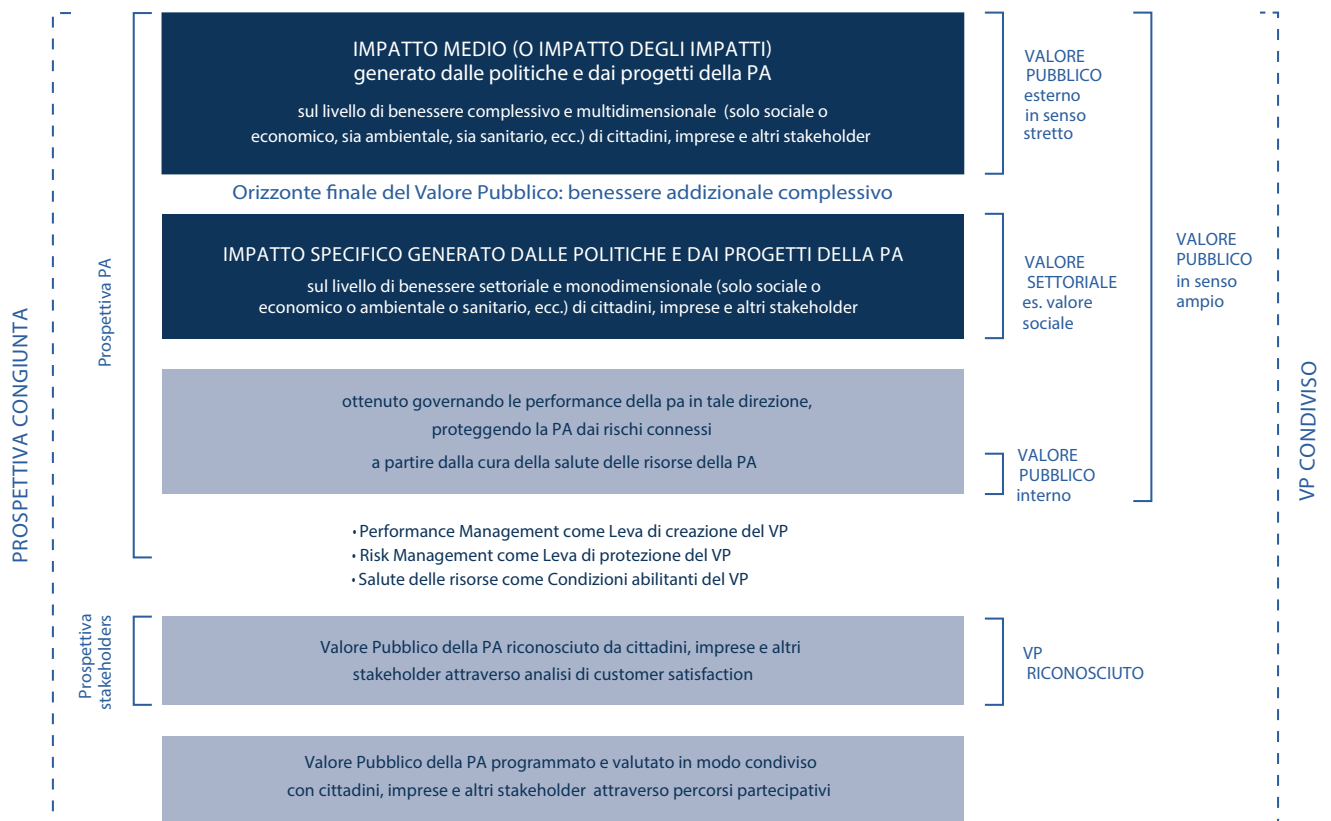 PROSPETTIVA CONGIUNTA
Prospettiva PA
IMPATTO MEDIO (O IMPATTO DEGLI IMPATTI)
generato dalle politiche e dai progetti della PA
sul livello di benessere complessivo e multidimensionale (solo sociale o
economico, sia ambientale, sia sanitario, ecc.) di cittadini, imprese e altri stakeholder
VALORE
PUBBLICO
esterno
in senso
stretto
Orizzonte finale del Valore Pubblico: benessere addizionale complessivo
IMPATTO SPECIFICO GENERATO DALLE POLITICHE E DAI PROGETTI DELLA PA
sul livello di benessere settoriale e monodimensionale (solo sociale o
economico o ambientale o sanitario, ecc.) di cittadini, imprese e altri stakeholder
VALORE
SETTORIALE
es. valore
sociale
VALORE
PUBBLICO
in senso
ampio
ottenuto governando le performance della pa in tale direzione,
proteggendo la PA dai rischi connessi
a partire dalla cura della salute delle risorse della PA
VALORE
PUBBLICO
interno
• Performance Management come Leva di creazione del VP
• Risk Management come Leva di protezione del VP
• Salute delle risorse come Condizioni abilitanti del VP
Prospettiva
stakeholders
Valore Pubblico della PA riconosciuto da cittadini, imprese e altri
stakeholder attraverso analisi di customer satisfaction
VP
RICONOSCIUTO
Valore Pubblico della PA programmato e valutato in modo condiviso
con cittadini, imprese e altri stakeholder attraverso percorsi partecipativi
VP CONDIVISO